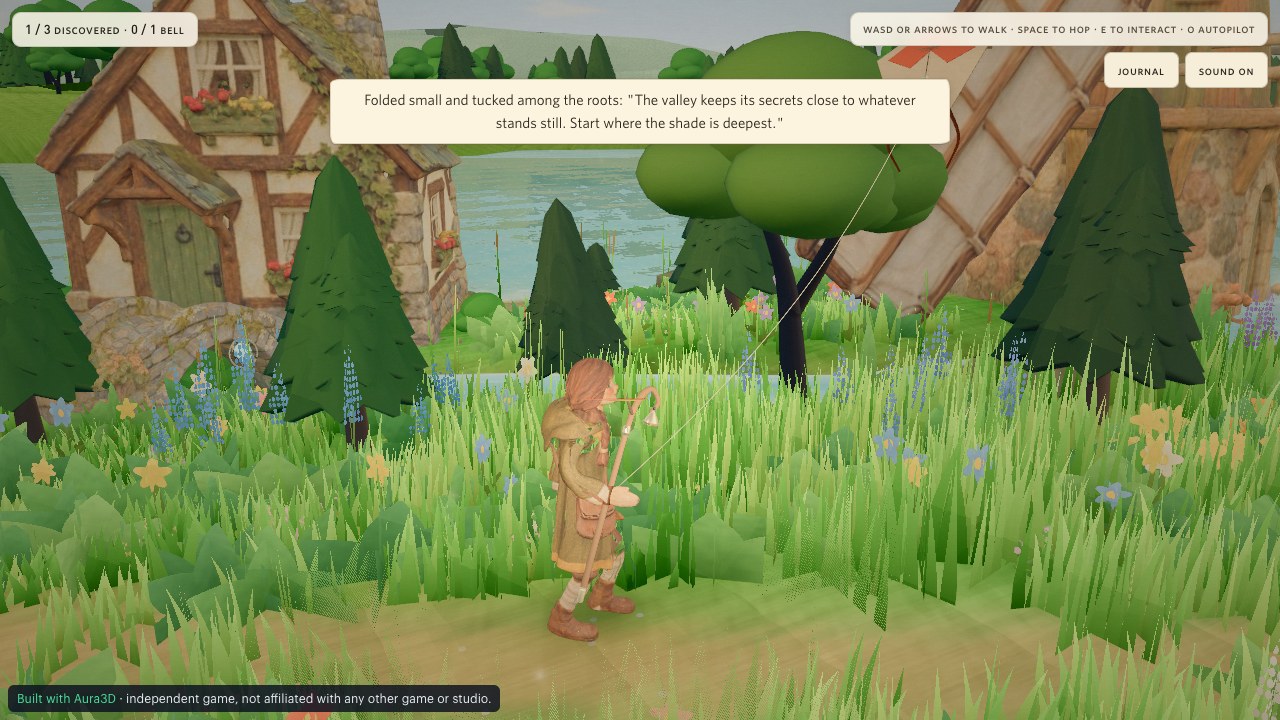 1 / 3 DISCOVERED · 0 / 1 BELL
WASD OR ARROWS TO WALK · SPACE TO HOP · E TO INTERACT · O AUTOPILOT
JOURNAL
SOUND ON
Folded small and tucked among the roots: "The valley keeps its secrets close to whatever
stands still. Start where the shade is deepest."
Built with Aura3D · independent game, not affiliated with any other game or studio.